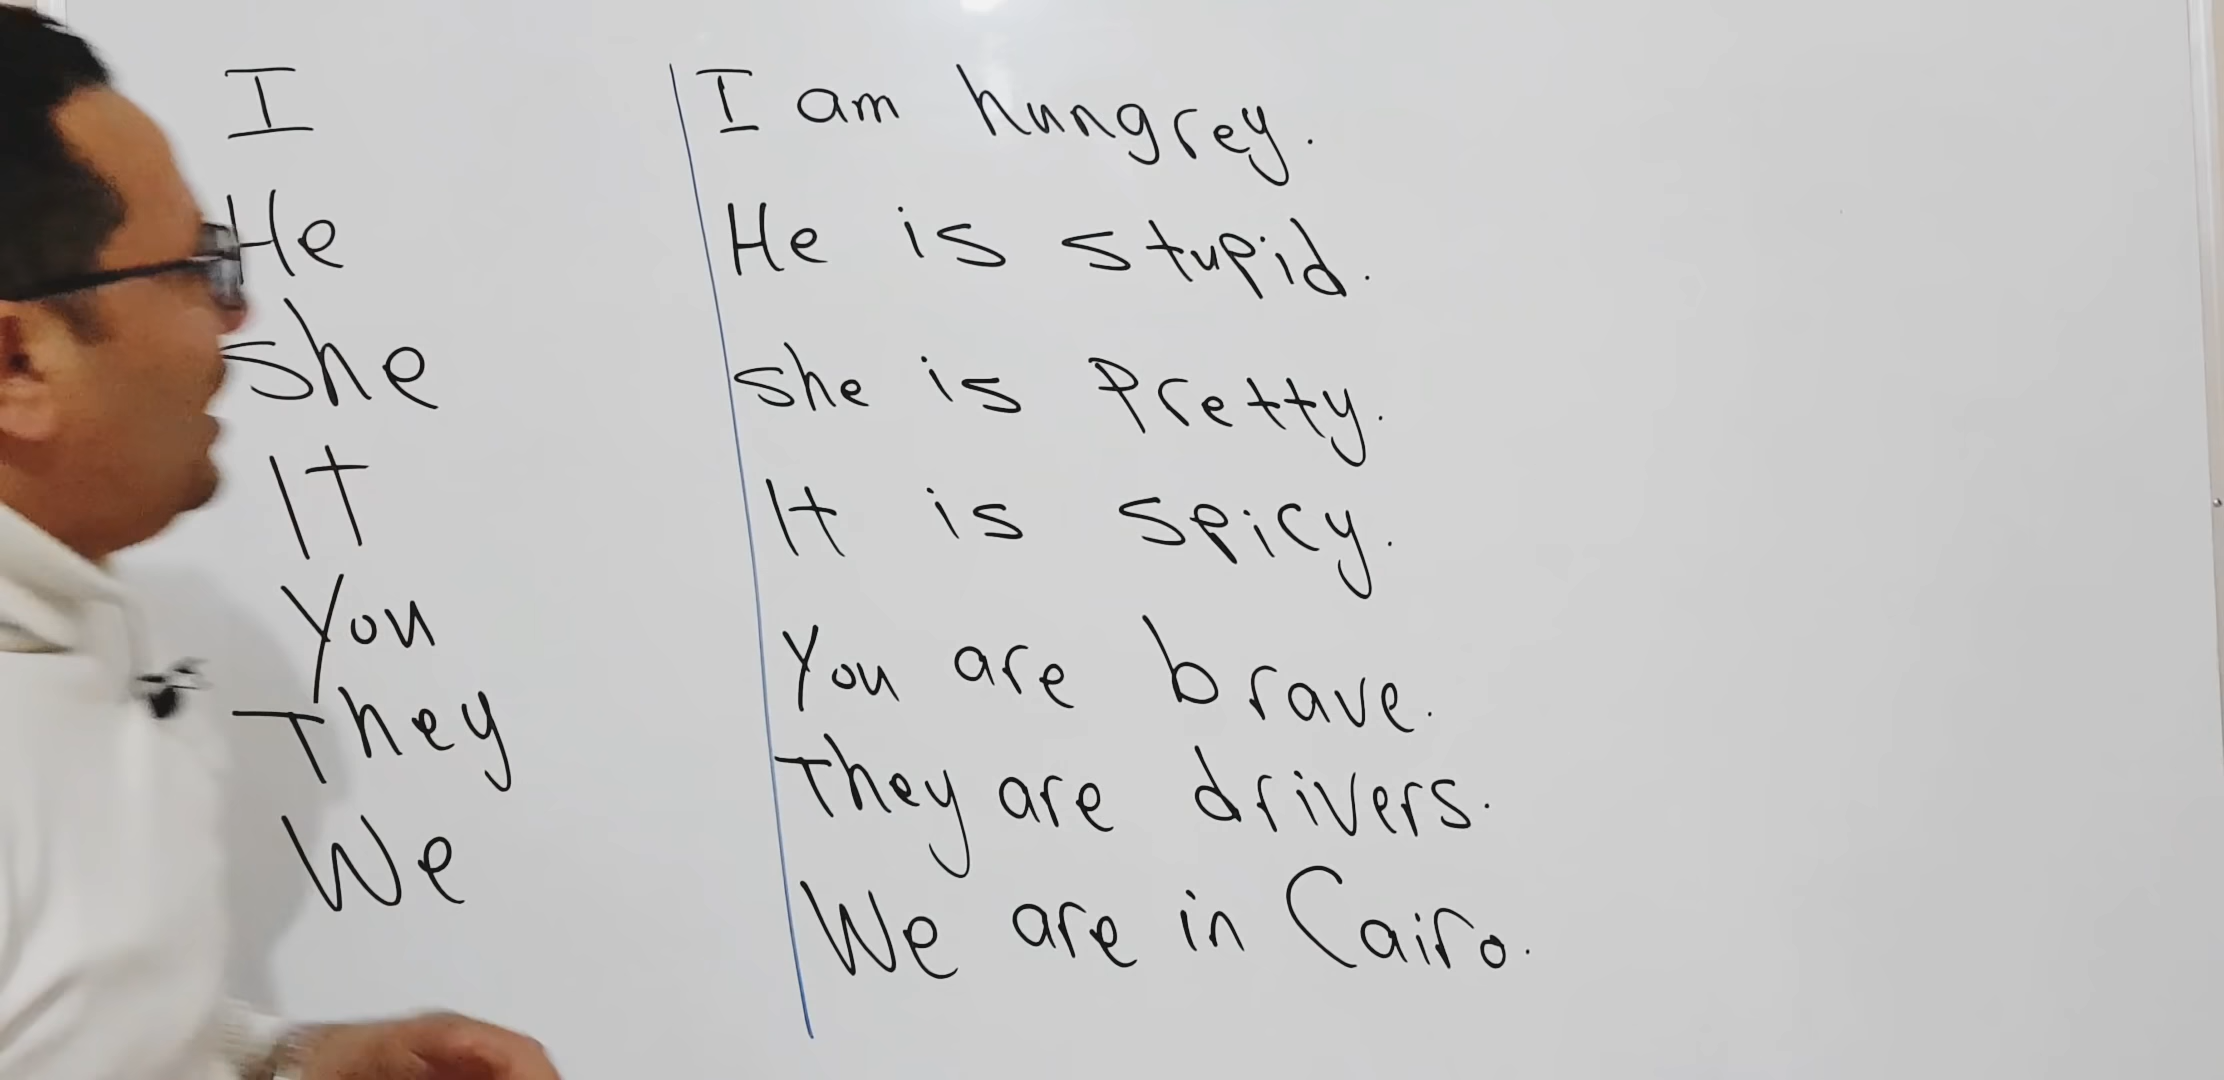 I
He
She
It
You
They
We
I am hungrey.
He is stupid.
She is Pretty.
It is spicy.
You are brave.
They are drivers.
We are in Cairo.